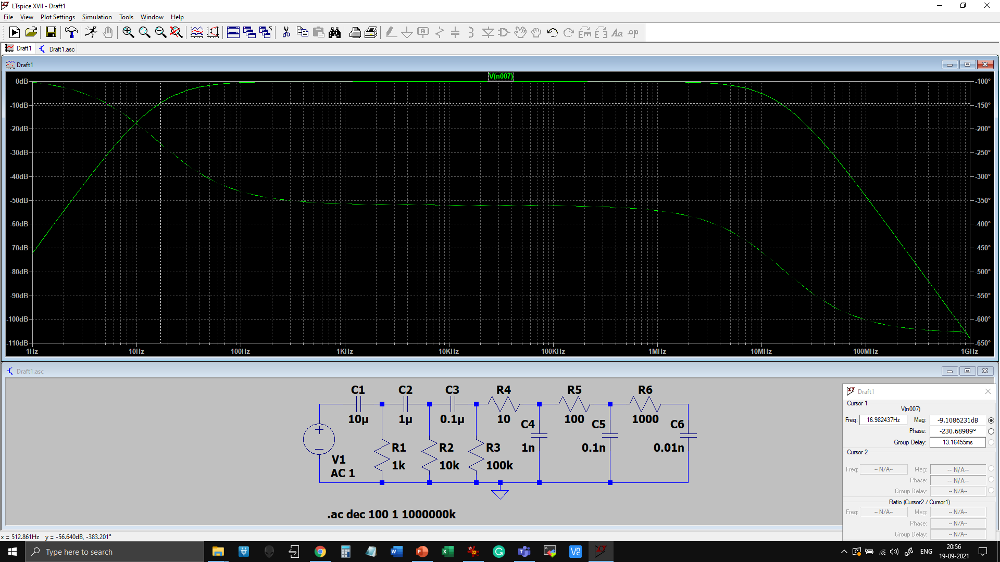 LTspice XVII - Draft1
File View Plot Settings Simulation Tools Window Help
Draft1 Draft1.asc
Draft1
V(n007)
0dB
-10dB
-20dB
-30dB
-40dB
-50dB
-60dB
-70dB
-80dB
-90dB
-100dB
-110dB
-100°
-150°
-200°
-250°
-300°
-350°
-400°
-450°
-500°
-550°
-600°
-650°
1Hz 10Hz 100Hz 1KHz 10KHz 100KHz 1MHz 10MHz 100MHz 1GHz
Draft1.asc
C1 C2 C3 R4 R5 R6
10µ 1µ 0.1µ 10 100 1000
C4 C5 C6
R1 R2 R3 1n 0.1n 0.01n
V1 1k 10k 100k
AC 1
.ac dec 100 1 1000000k
Draft1
Cursor 1
V(n007)
Freq: 16.982437Hz Mag: -9.1086231dB
Phase: -230.68989°
Group Delay: 13.16455ms
Cursor 2
Freq: -- N/A-- Mag: -- N/A--
Phase: -- N/A--
Group Delay: -- N/A--
Ratio (Cursor2 / Cursor1)
Freq: -- N/A-- Mag: -- N/A--
Phase: -- N/A--
Group Delay: -- N/A--
x = 512.861Hz y = -56.640dB, -383.201°
Type here to search
ENG
20:56
19-09-2021